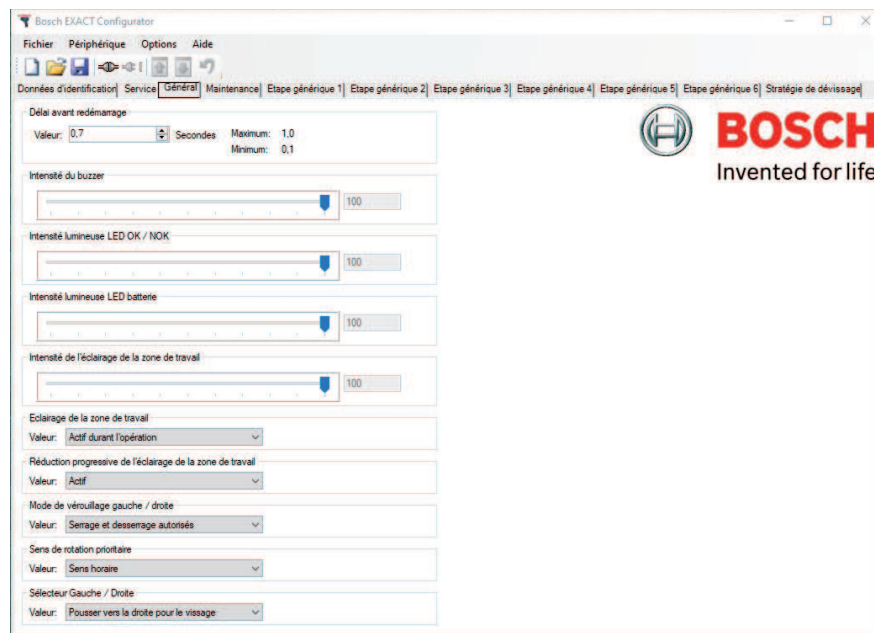 Bosch EXACT Configurator
Fichier Périphérique Options Aide
Données d'identification Service Général Maintenance Etape générique 1 Etape générique 2 Etape générique 3 Etape générique 4 Etape générique 5 Etape générique 6 Stratégie de dévissage
Délai avant redémarrage
Valeur: 0,7 Secondes Maximum: 1,0
Minimum: 0,1
BOSCH
Invented for life
Intensité du buzzer
100
Intensité lumineuse LED OK / NOK
100
Intensité lumineuse LED batterie
100
Intensité de l'éclairage de la zone de travail
100
Eclairage de la zone de travail
Valeur: Actif durant l'opération
Réduction progressive de l'éclairage de la zone de travail
Valeur: Actif
Mode de vérouillage gauche / droite
Valeur: Serrage et desserrage autorisés
Sens de rotation prioritaire
Valeur: Sens horaire
Sélecteur Gauche / Droite
Valeur: Pousser vers la droite pour le vissage